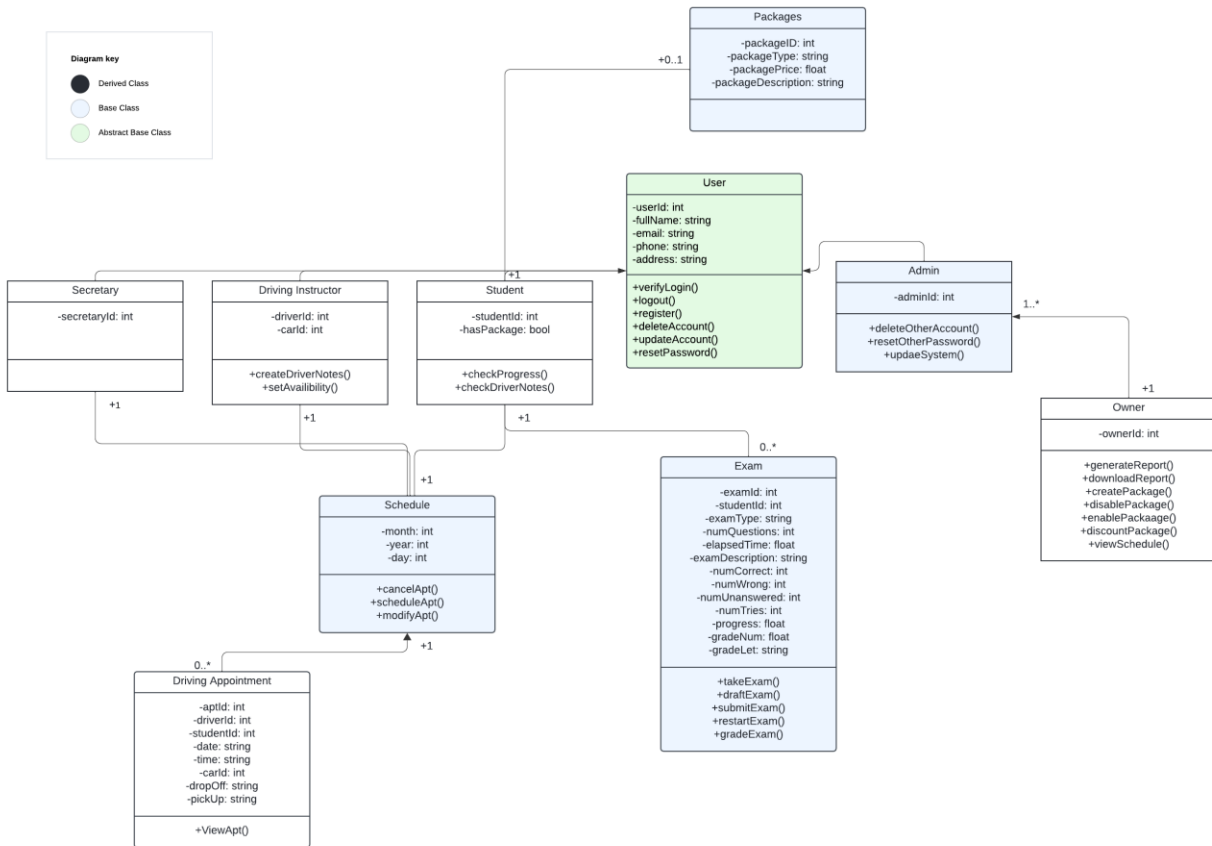 Packages
-packageID: int
-packageType: string
-packagePrice: float
-packageDescription: string
Diagram key
Derived Class
Base Class
Abstract Base Class
+0..1
User
-userId: int
-fullName: string
-email: string
-phone: string
-address: string
+verifyLogin()
+logout()
+register()
+deleteAccount()
+updateAccount()
+resetPassword()
Admin
-adminId: int
+deleteOtherAccount()
+resetOtherPassword()
+updaeSystem()
1..*
+1
Secretary
-secretaryId: int
+1
Driving Instructor
-driverId: int
-carId: int
+createDriverNotes()
+setAvailibility()
+1
+1
Student
-studentId: int
-hasPackage: bool
+checkProgress()
+checkDriverNotes()
+1
Owner
-ownerId: int
+generateReport()
+downloadReport()
+createPackage()
+disablePackage()
+enablePackaage()
+discountPackage()
+viewSchedule()
0..*
Exam
-examId: int
-studentId: int
-examType: string
-numQuestions: int
-elapsedTime: float
-examDescription: string
-numCorrect: int
-numWrong: int
-numUnanswered: int
-numTries: int
-progress: float
-gradeNum: float
-gradeLet: string
+takeExam()
+draftExam()
+submitExam()
+restartExam()
+gradeExam()
+1
Schedule
-month: int
-year: int
-day: int
+cancelApt()
+scheduleApt()
+modifyApt()
+1
0..*
Driving Appointment
-aptId: int
-driverId: int
-studentId: int
-date: string
-time: string
-carId: int
-dropOff: string
-pickUp: string
+ViewApt()